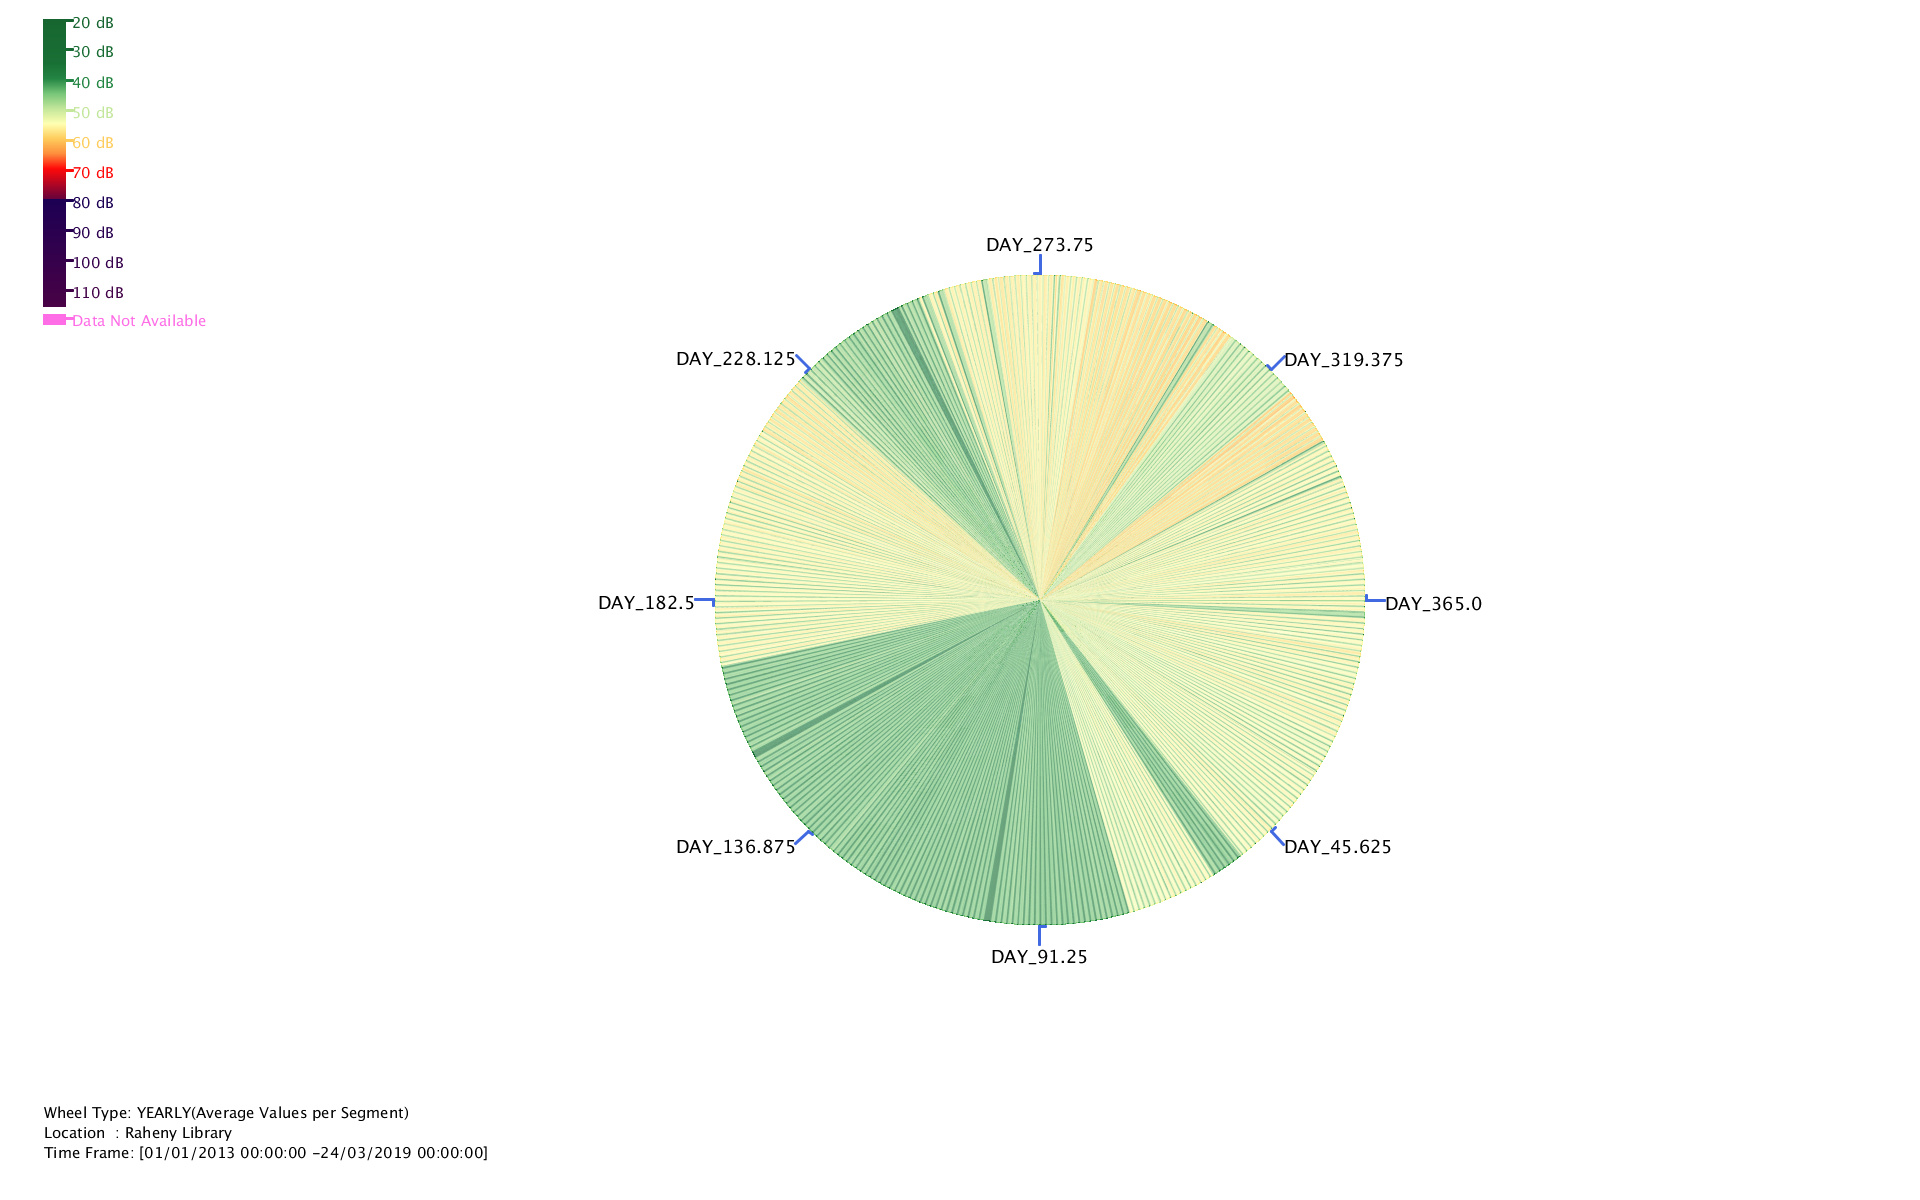 20 dB
30 dB
40 dB
50 dB
60 dB
70 dB
80 dB
90 dB
100 dB
110 dB
Data Not Available
DAY_273.75
DAY_228.125
DAY_319.375
DAY_182.5
DAY_365.0
DAY_136.875
DAY_45.625
DAY_91.25
Wheel Type: YEARLY(Average Values per Segment)
Location  : Raheny Library
Time Frame: [01/01/2013 00:00:00 -24/03/2019 00:00:00]